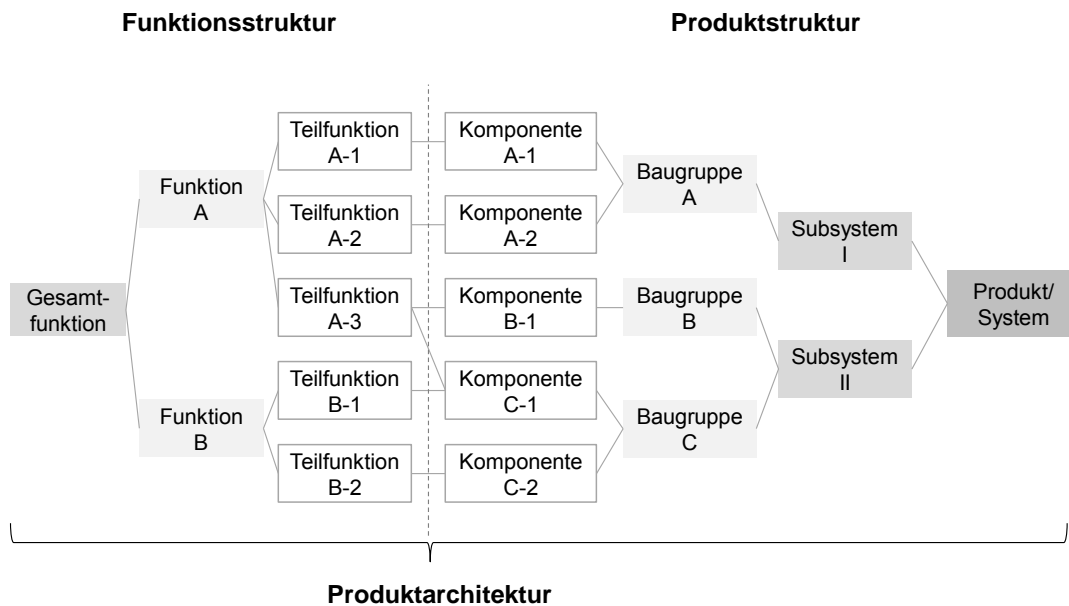 Funktionsstruktur
Produktstruktur
Gesamt-
funktion
Funktion
A
Funktion
B
Teilfunktion
A-1
Teilfunktion
A-2
Teilfunktion
A-3
Teilfunktion
B-1
Teilfunktion
B-2
Komponente
A-1
Komponente
A-2
Komponente
B-1
Komponente
C-1
Komponente
C-2
Baugruppe
A
Baugruppe
B
Baugruppe
C
Subsystem
I
Subsystem
II
Produkt/
System
Produktarchitektur